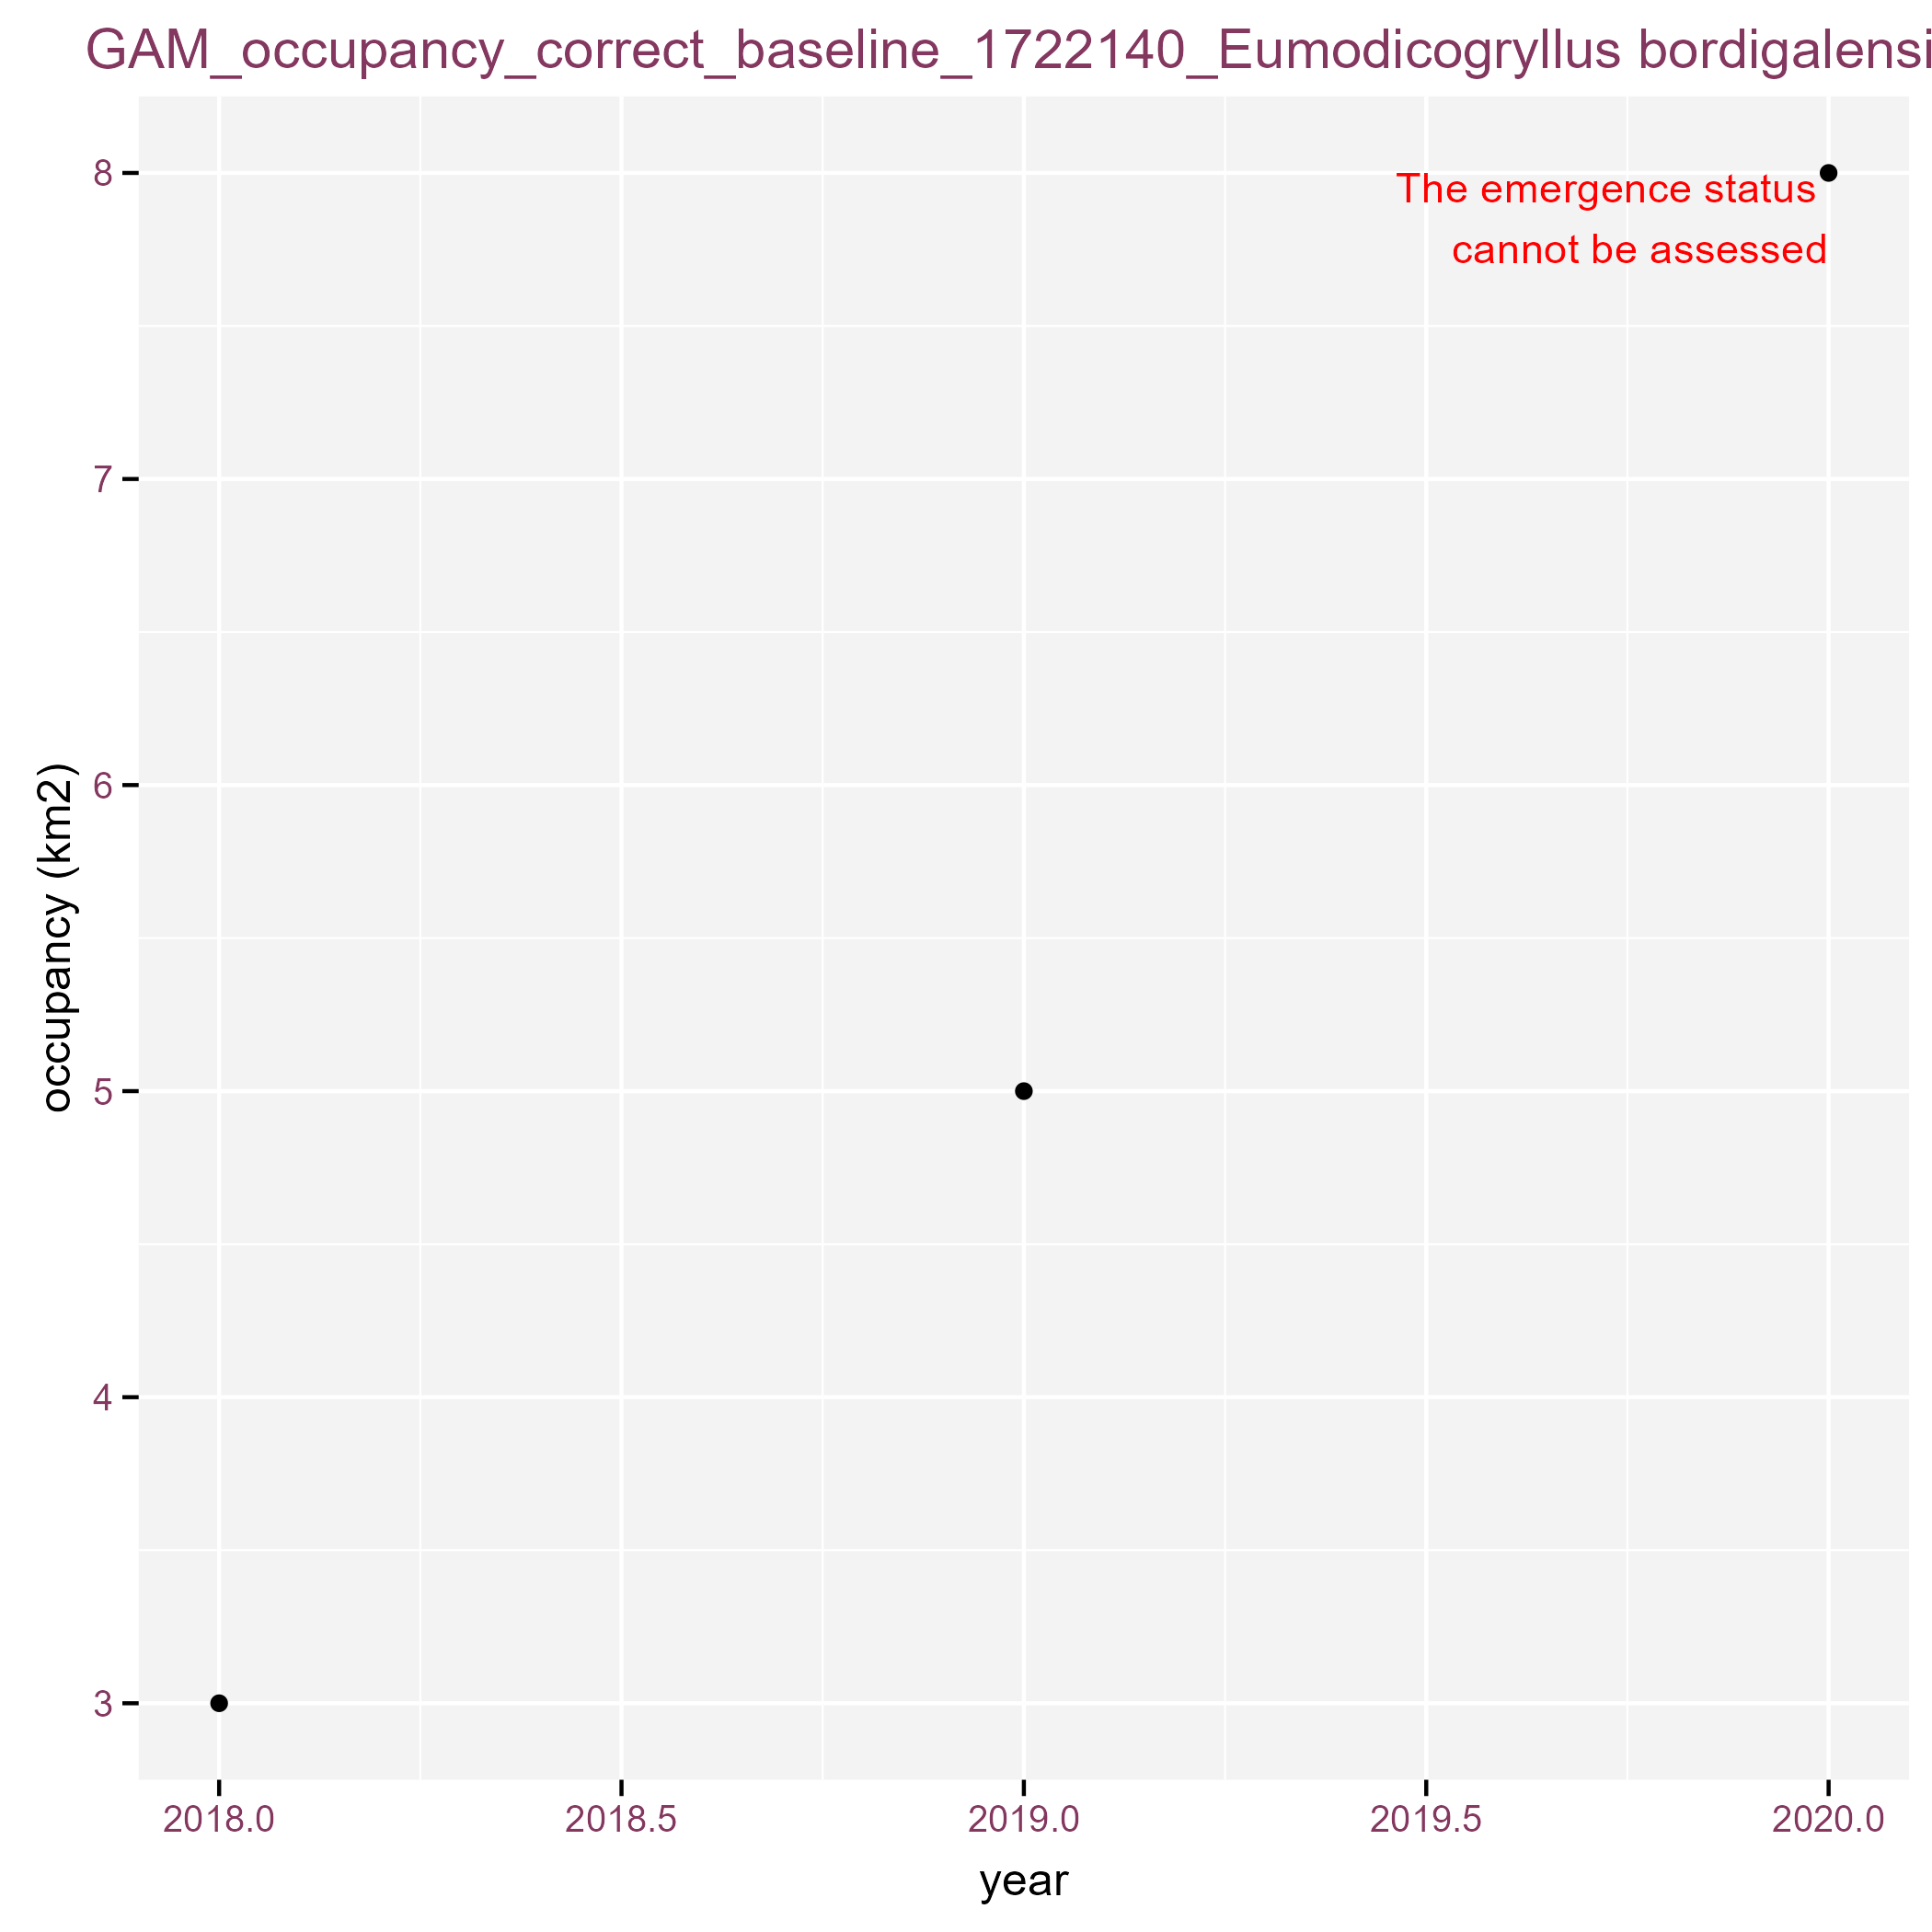 GAM_occupancy_correct_baseline_1722140_Eumodicogryllus bordigalensi
8
The emergence status
cannot be assessed
7
6
occupancy (km2)
5
4
3
2018.0 2018.5 2019.0 2019.5 2020.0
year